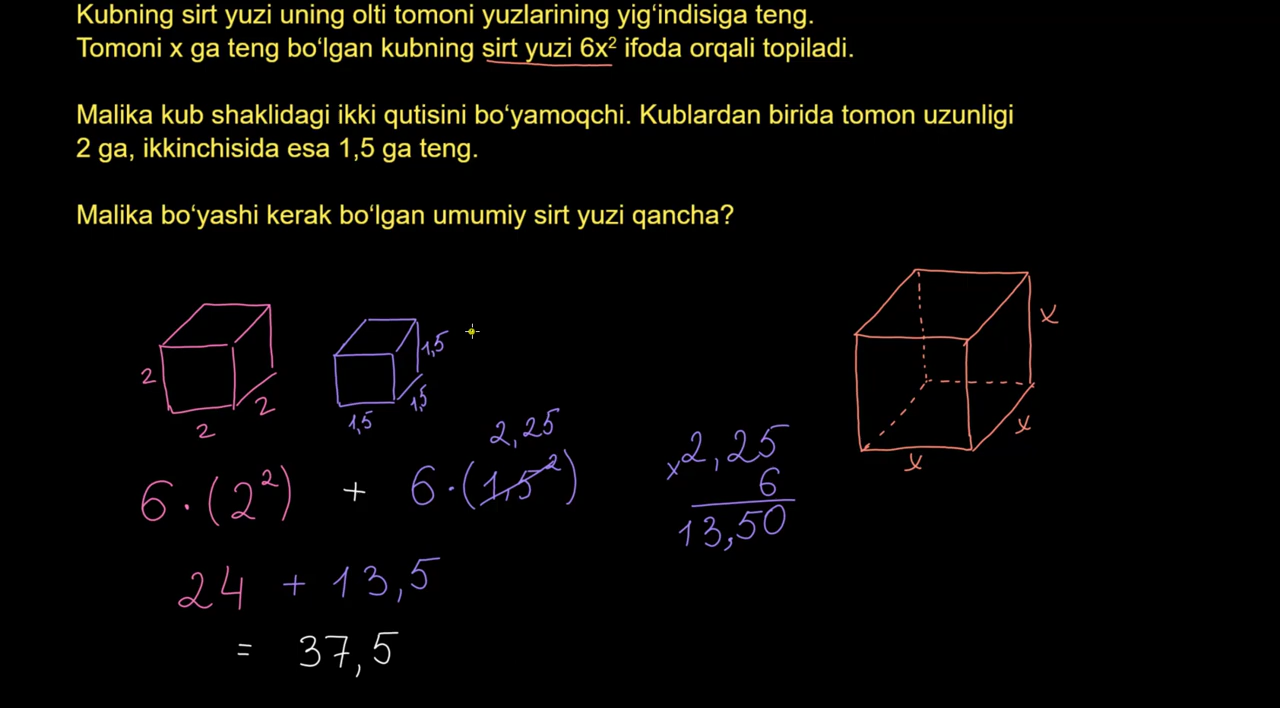 Kubning sirt yuzi uning olti tomoni yuzlarining yig‘indisiga teng.
Tomoni x ga teng bo‘lgan kubning sirt yuzi 6x² ifoda orqali topiladi.
Malika kub shaklidagi ikki qutisini bo‘yamoqchi. Kublardan birida tomon uzunligi
2 ga, ikkinchisida esa 1,5 ga teng.
Malika bo‘yashi kerak bo‘lgan umumiy sirt yuzi qancha?
2
2
2
1,5
1,5
1,5
x
x
x
2,25
6 · (2²) + 6 · (1,5²)
x 2,25
6
13,50
24 + 13,5
= 37,5